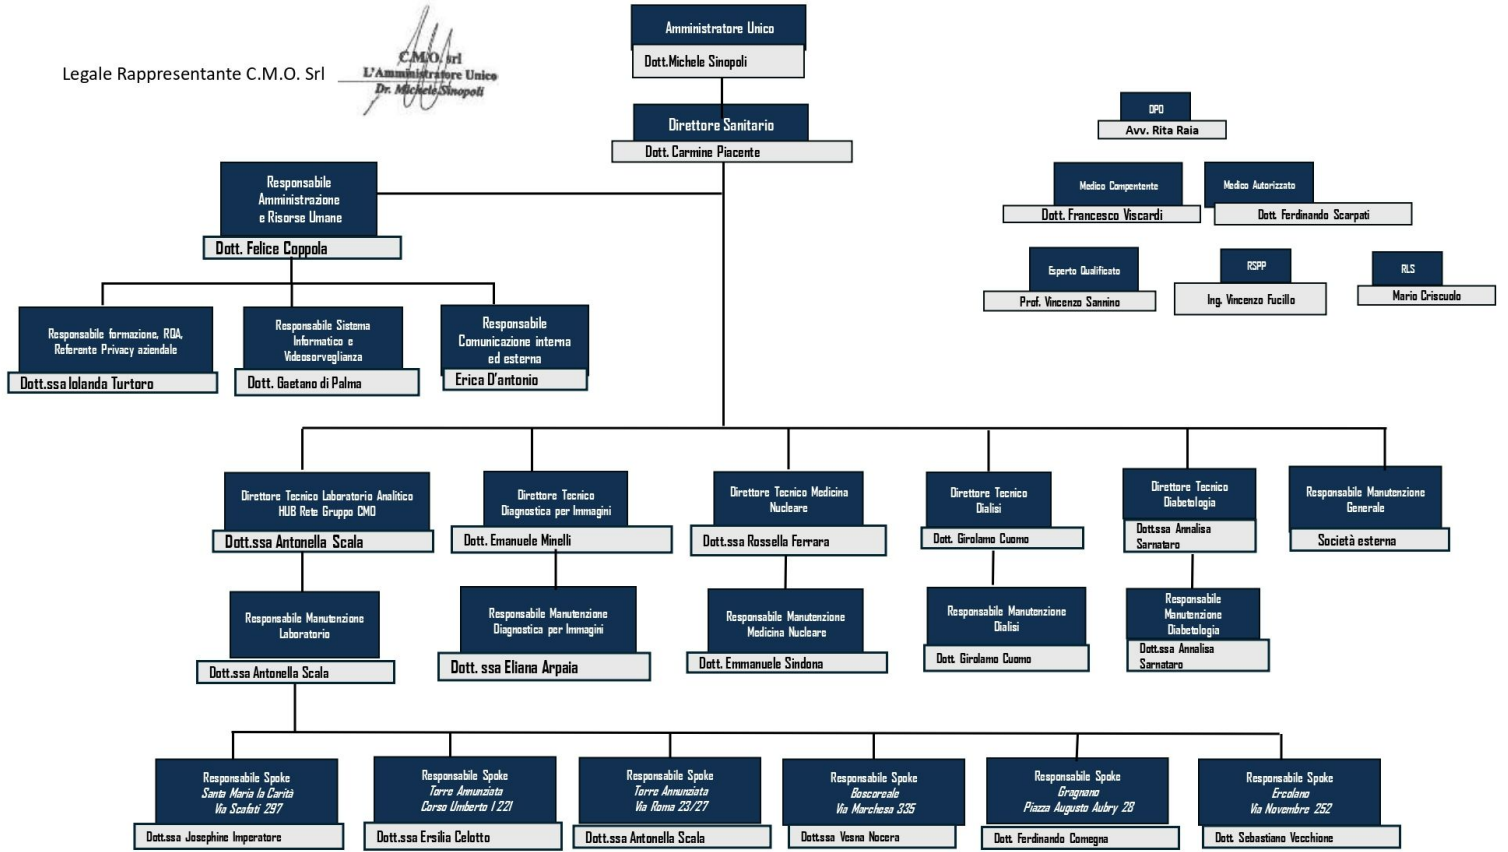 Amministratore Unico
Dott.Michele Sinopoli
Legale Rappresentante C.M.O. Srl
C.M.O. srl
L'Amministratore Unico
Dr. Michele Sinopoli
Direttore Sanitario
Dott. Carmine Piacente
DPO
Avv. Rita Raia
Medico Compentente
Dott. Francesco Viscardi
Medico Autorizzato
Dott Ferdinando Scarpati
Esperto Qualificato
Prof. Vincenzo Sannino
RSPP
Ing. Vincenzo Fucillo
RLS
Mario Criscuolo
Responsabile
Amministrazione
e Risorse Umane
Dott. Felice Coppola
Responsabile formazione, RQA,
Referente Privacy aziendale
Dott.ssa Iolanda Turtoro
Responsabile Sistema
Informatico e
Videosorveglianza
Dott. Gaetano di Palma
Responsabile
Comunicazione interna
ed esterna
Erica D'antonio
Direttore Tecnico Laboratorio Analitico
HUB Rete Gruppo CMO
Dott.ssa Antonella Scala
Direttore Tecnico
Diagnostica per Immagini
Dott. Emanuele Minelli
Direttore Tecnico Medicina
Nucleare
Dott.ssa Rossella Ferrara
Direttore Tecnico
Dialisi
Dott. Girolamo Cuomo
Direttore Tecnico
Diabetologia
Dott.ssa Annalisa
Sarnataro
Responsabile Manutenzione
Generale
Società esterna
Responsabile Manutenzione
Laboratorio
Dott.ssa Antonella Scala
Responsabile Manutenzione
Diagnostica per Immagini
Dott. ssa Eliana Arpaia
Responsabile Manutenzione
Medicina Nucleare
Dott. Emmanuele Sindona
Responsabile Manutenzione
Dialisi
Dott Girolamo Cuomo
Responsabile
Manutenzione
Diabetologia
Dott.ssa Annalisa
Sarnataro
Responsabile Spoke
Santa Maria la Carità
Via Scafati 297
Dott.ssa Josephine Imperatore
Responsabile Spoke
Torre Annunziata
Corso Umberto I 221
Dott.ssa Ersilia Celotto
Responsabile Spoke
Torre Annunziata
Via Roma 23/27
Dott.ssa Antonella Scala
Responsabile Spoke
Boscoreale
Via Marchesa 335
Dott.ssa Vesna Nocera
Responsabile Spoke
Gragnano
Piazza Augusto Aubry 28
Dott Ferdinando Comegna
Responsabile Spoke
Ercolano
Via Novembre 252
Dott. Sebastiano Vecchione